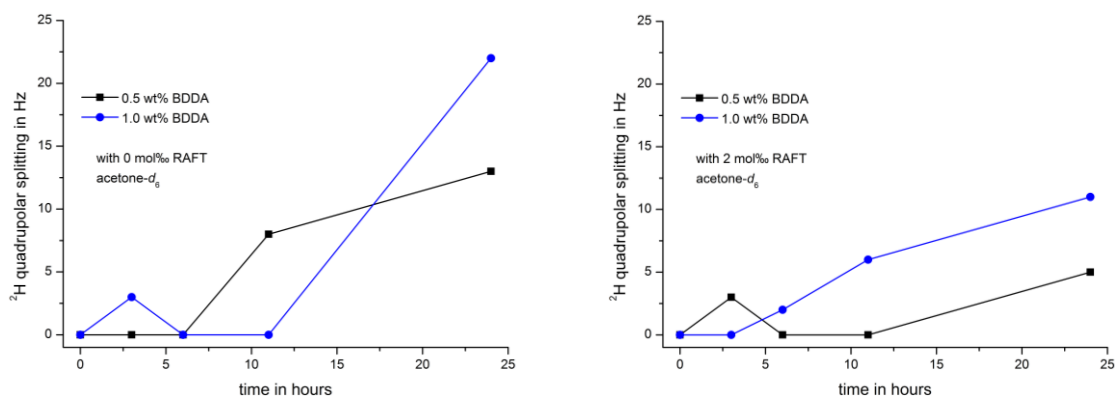 ²H quadrupolar splitting in Hz
25
20
15
10
5
0
0.5 wt% BDDA
1.0 wt% BDDA
with 0 mol‰ RAFT
acetone-d₆
0 5 10 15 20 25
time in hours
²H quadrupolar splitting in Hz
25
20
15
10
5
0
0.5 wt% BDDA
1.0 wt% BDDA
with 2 mol‰ RAFT
acetone-d₆
0 5 10 15 20 25
time in hours